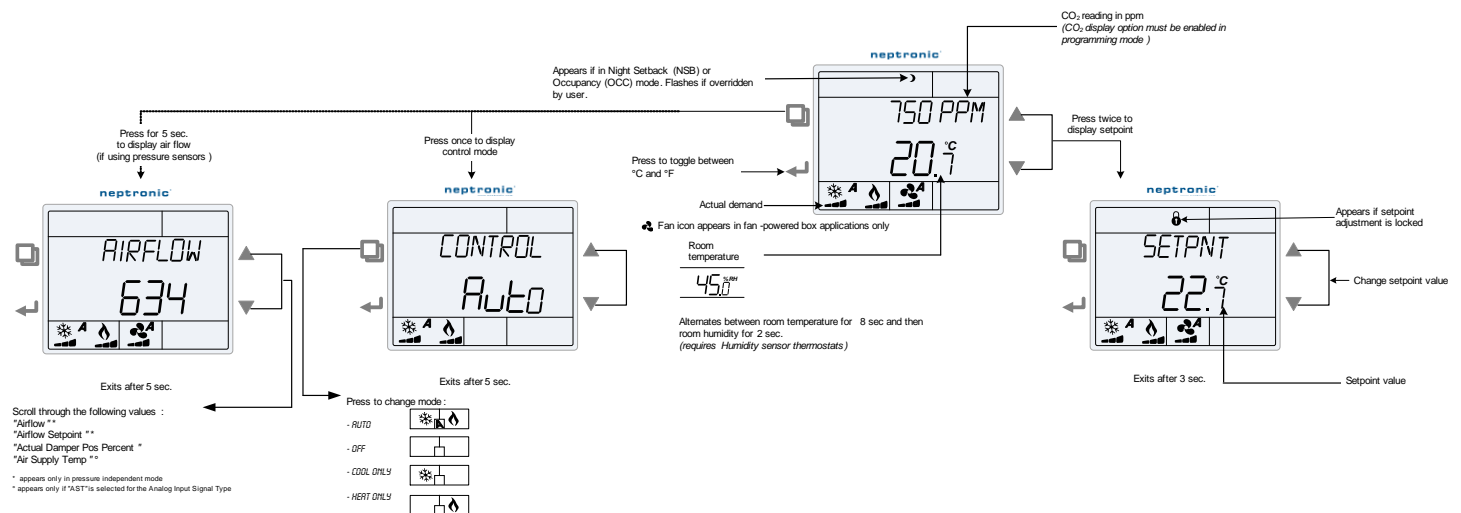 CO₂ reading in ppm
(CO₂ display option must be enabled in
programming mode )
neptronic
Appears if in Night Setback (NSB) or
Occupancy (OCC) mode. Flashes if overridden
by user.
750 PPM
20.7 °C
A
A
Press twice to
display setpoint
Press to toggle between
°C and °F
Actual demand
Fan icon appears in fan -powered box applications only
Room
temperature
45.0 %RH
Alternates between room temperature for 8 sec and then
room humidity for 2 sec.
(requires Humidity sensor thermostats)
Press for 5 sec.
to display air flow
(if using pressure sensors )
neptronic
AIRFLOW
634
A
A
Exits after 5 sec.
Scroll through the following values :
"Airflow "*
"Airflow Setpoint "*
"Actual Damper Pos Percent "
"Air Supply Temp "°
* appears only in pressure independent mode
° appears only if "AST" is selected for the Analog Input Signal Type
Press once to display
control mode
neptronic
CONTROL
Auto
A
Exits after 5 sec.
Press to change mode :
- AUTO
A
- OFF
- COOL ONLY
- HEAT ONLY
neptronic
SETPNT
22.7 °C
A
A
Appears if setpoint
adjustment is locked
Change setpoint value
Setpoint value
Exits after 3 sec.